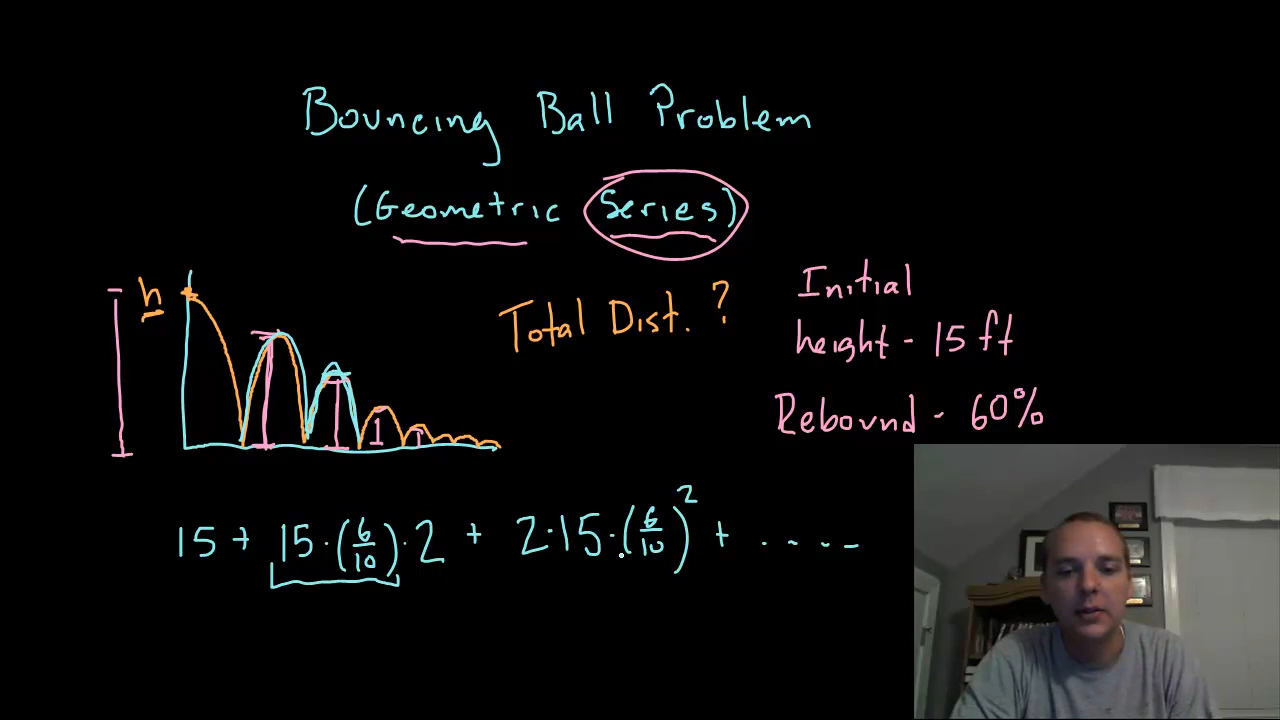 Bouncing Ball Problem
(Geometric Series)
h
Total Dist. ?
Initial
height - 15 ft
Rebound - 60%
15 + 15 · (6/10) · 2 + 2 · 15 · (6/10)² + ....